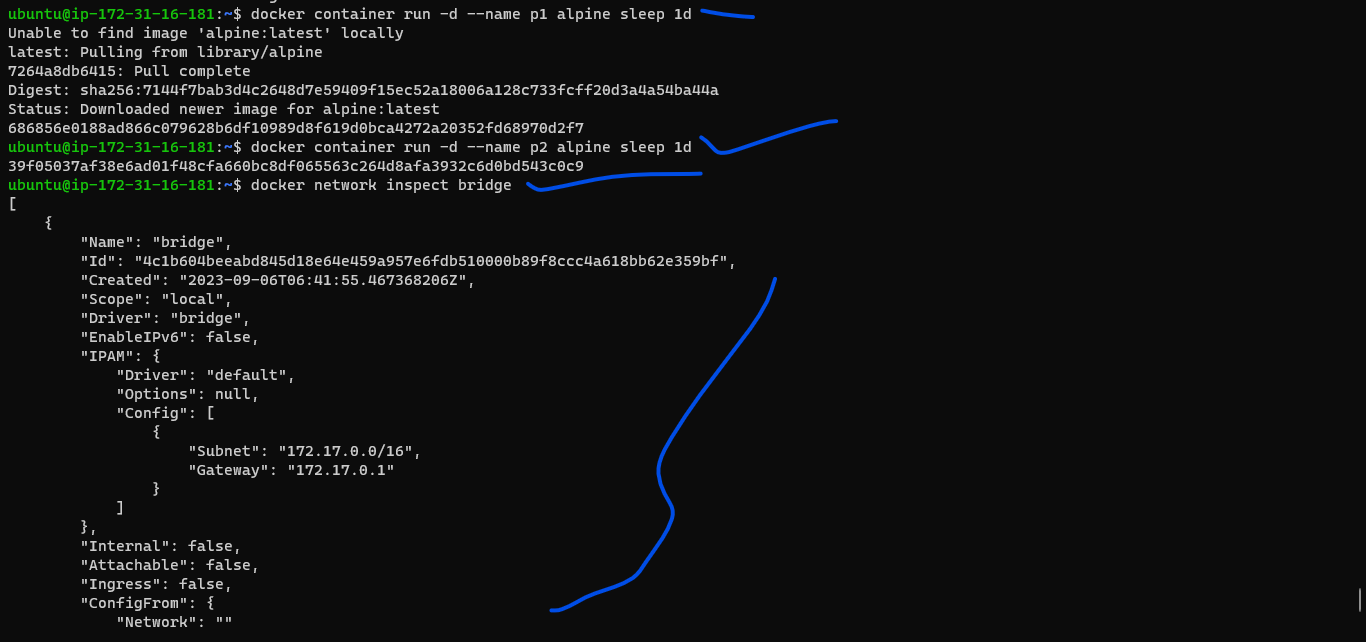 ubuntu@ip-172-31-16-181:~$ docker container run -d --name p1 alpine sleep 1d
Unable to find image 'alpine:latest' locally
latest: Pulling from library/alpine
7264a8db6415: Pull complete
Digest: sha256:7144f7bab3d4c2648d7e59409f15ec52a18006a128c733fcff20d3a4a54ba44a
Status: Downloaded newer image for alpine:latest
686856e0188ad866c079628b6df10989d8f619d0bca4272a20352fd68970d2f7
ubuntu@ip-172-31-16-181:~$ docker container run -d --name p2 alpine sleep 1d
39f05037af38e6ad01f48cfa660bc8df065563c264d8afa3932c6d0bd543c0c9
ubuntu@ip-172-31-16-181:~$ docker network inspect bridge
[
    {
        "Name": "bridge",
        "Id": "4c1b604beeabd845d18e64e459a957e6fdb510000b89f8ccc4a618bb62e359bf",
        "Created": "2023-09-06T06:41:55.467368206Z",
        "Scope": "local",
        "Driver": "bridge",
        "EnableIPv6": false,
        "IPAM": {
            "Driver": "default",
            "Options": null,
            "Config": [
                {
                    "Subnet": "172.17.0.0/16",
                    "Gateway": "172.17.0.1"
                }
            ]
        },
        "Internal": false,
        "Attachable": false,
        "Ingress": false,
        "ConfigFrom": {
            "Network": ""